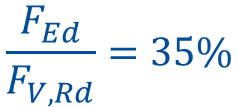 F_Ed / F_V,Rd = 35%